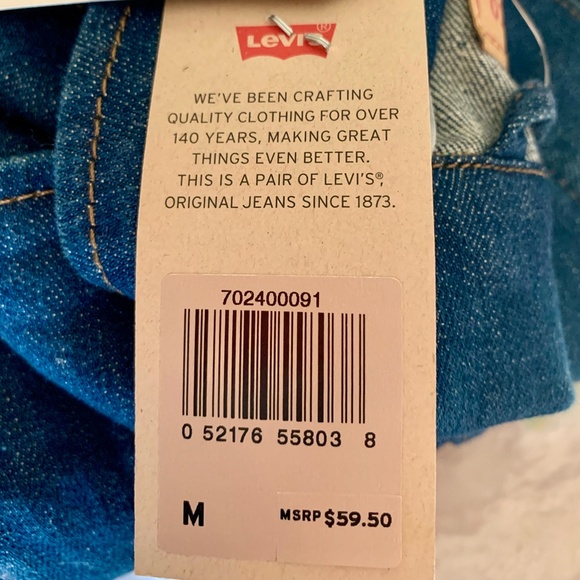 LEVI'S®
WE'VE BEEN CRAFTING
QUALITY CLOTHING FOR OVER
140 YEARS, MAKING GREAT
THINGS EVEN BETTER.
THIS IS A PAIR OF LEVI'S®,
ORIGINAL JEANS SINCE 1873.
702400091
0 52176 55803 8
M MSRP $59.50